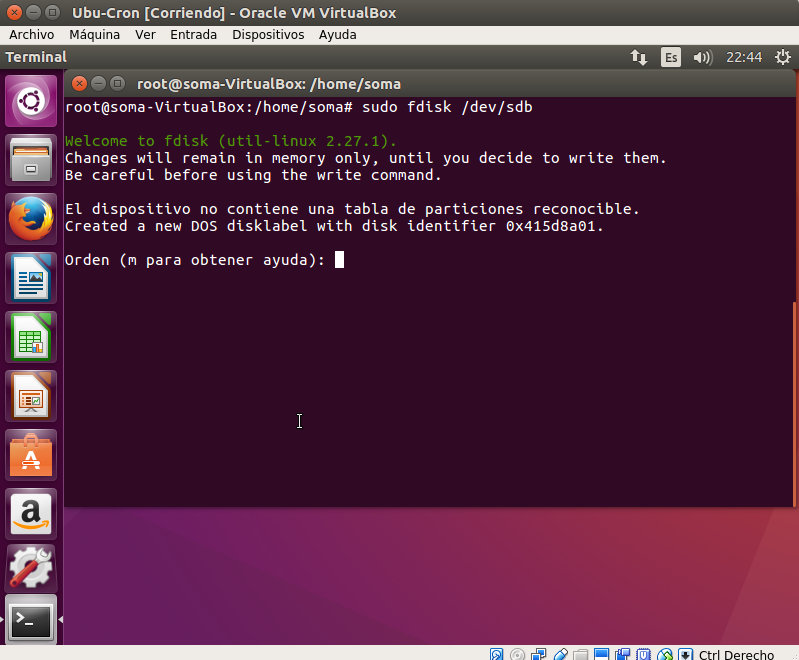 Ubu-Cron [Corriendo] - Oracle VM VirtualBox
Archivo Máquina Ver Entrada Dispositivos Ayuda
Terminal Es 22:44
root@soma-VirtualBox: /home/soma
root@soma-VirtualBox:/home/soma# sudo fdisk /dev/sdb
Welcome to fdisk (util-linux 2.27.1).
Changes will remain in memory only, until you decide to write them.
Be careful before using the write command.
El dispositivo no contiene una tabla de particiones reconocible.
Created a new DOS disklabel with disk identifier 0x415d8a01.
Orden (m para obtener ayuda):
a
>_
Ctrl Derecho